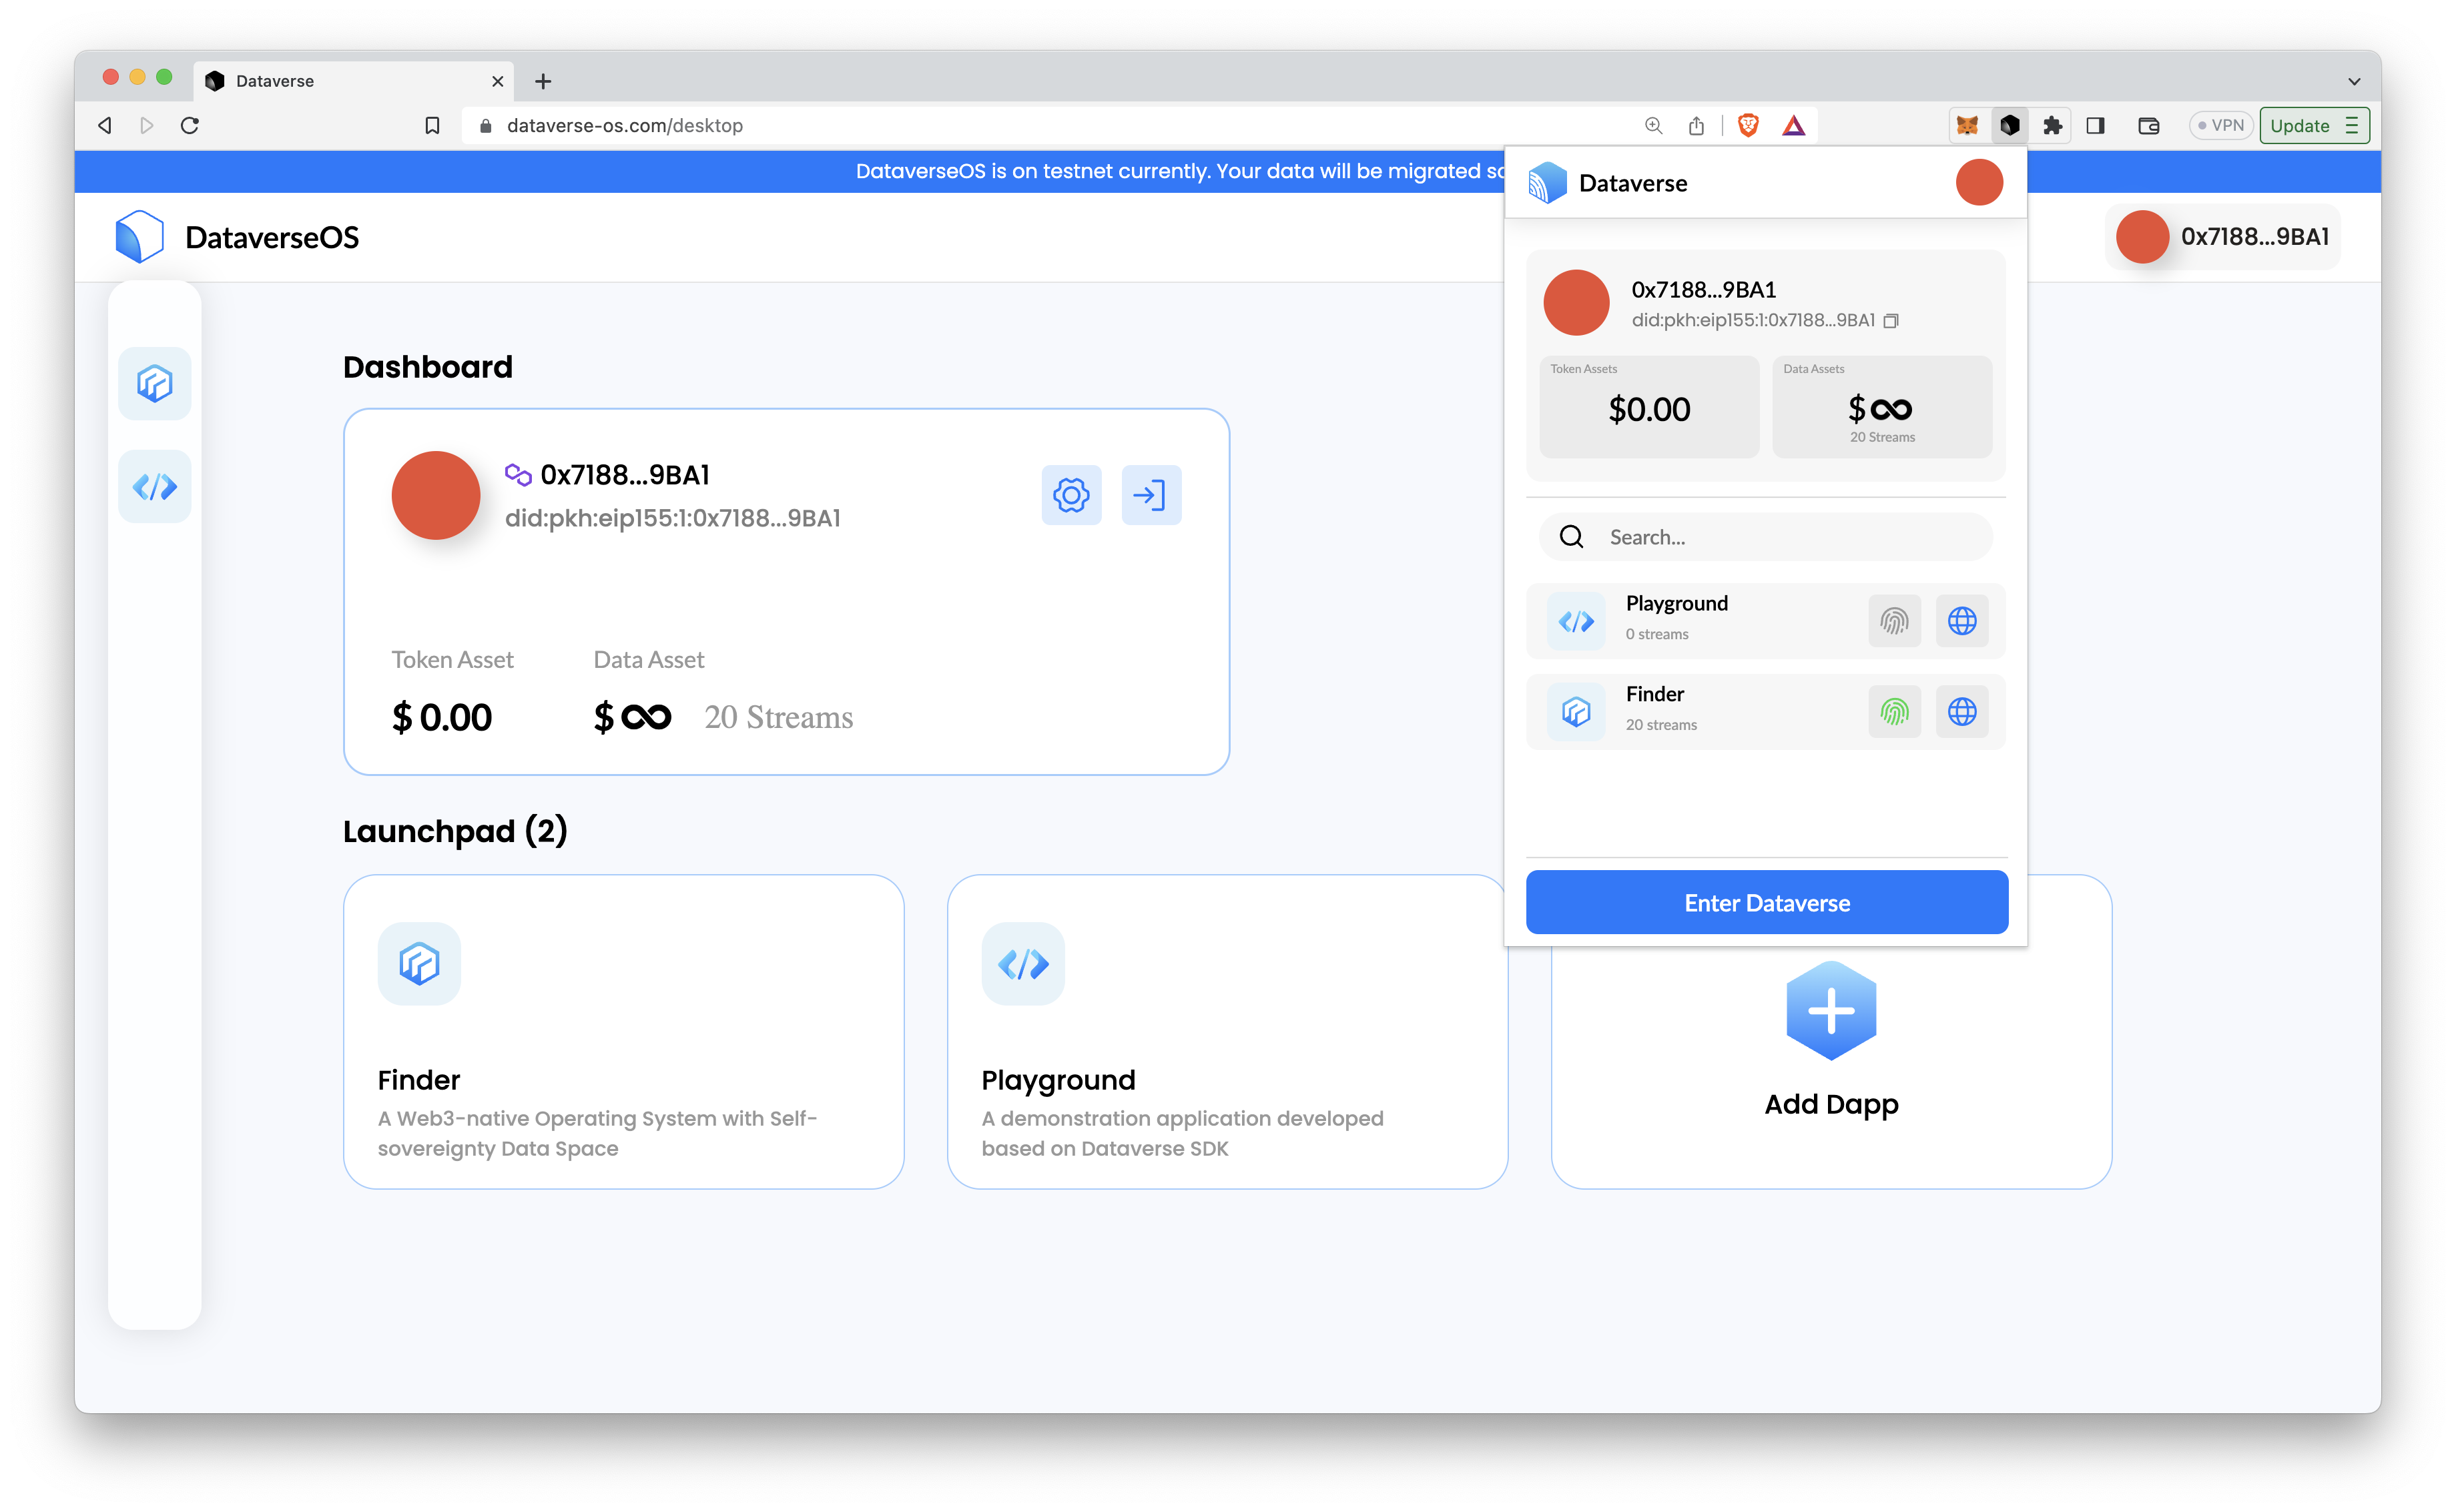 Dataverse
dataverse-os.com/desktop
VPN
Update
DataverseOS is on testnet currently. Your data will be migrated
DataverseOS
0x7188...9BA1
Dashboard
0x7188...9BA1
did:pkh:eip155:1:0x7188...9BA1
Token Asset
Data Asset
$ 0.00
$ ∞ 20 Streams
Launchpad (2)
Finder
A Web3-native Operating System with Self-
sovereignty Data Space
Playground
A demonstration application developed
based on Dataverse SDK
Add Dapp
Dataverse
0x7188...9BA1
did:pkh:eip155:1:0x7188...9BA1
Token Assets
$0.00
Data Assets
$ ∞
20 Streams
Search...
Playground
0 streams
Finder
20 streams
Enter Dataverse